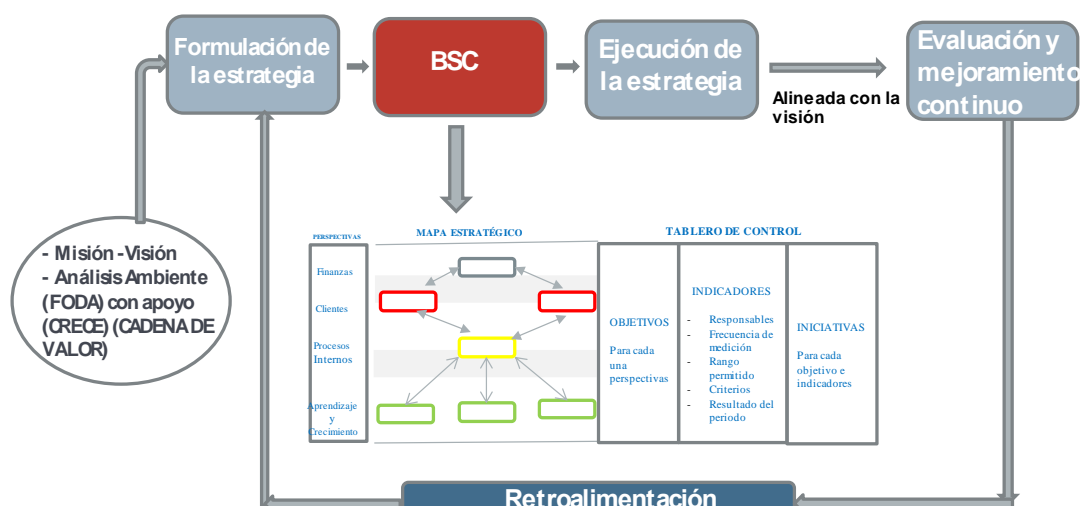 Formulación de
la estrategia
BSC
Ejecución de
la estrategia
Evaluación y
mejoramiento
continuo
Alineada con la
visión
- Misión -Visión
- Análisis Ambiente
(FODA) con apoyo
(CRECE) (CADENA DE
VALOR)
PERSPECTIVAS
MAPA ESTRATÉGICO
TABLERO DE CONTROL
Finanzas
Clientes
Procesos
Internos
Aprendizaje
y
Crecimiento
OBJETIVOS
Para cada
una
perspectivas
INDICADORES
- Responsables
- Frecuencia de
medición
- Rango
permitido
- Criterios
- Resultado del
periodo
INICIATIVAS
Para cada
objetivo e
indicadores
Retroalimentación